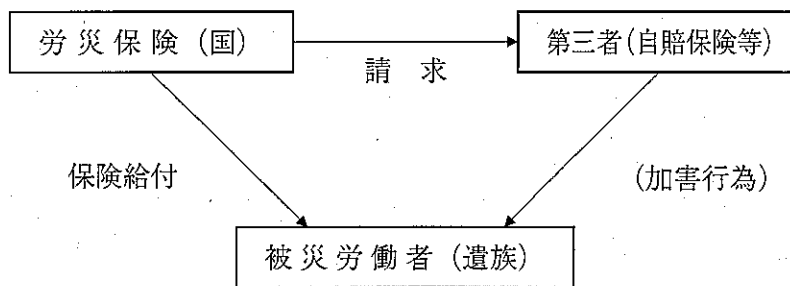 労災保険（国）
第三者（自賠保険等）
請求
保険給付
（加害行為）
被災労働者（遺族）